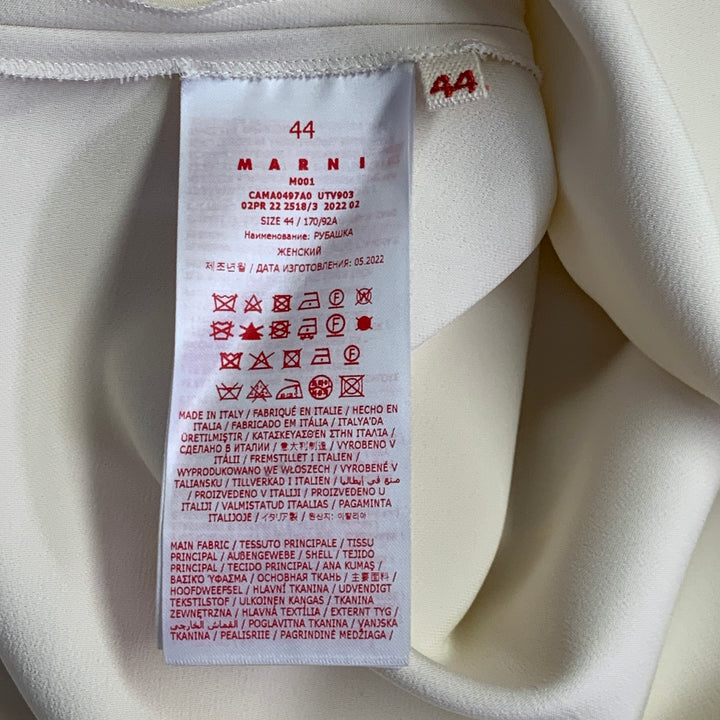 44
44
MARNI
M001
CAMA0497A0 UTV903
02PR 22 2518/3 2022 02
SIZE 44 / 170/92A
Наименование: РУБАШКА
ЖЕНСКИЙ
제조년월 / ДАТА ИЗГОТОВЛЕНИЯ: 05.2022
MADE IN ITALY / FABRIQUÉ EN ITALIE / HECHO EN
ITALIA / FABRICADO EM ITÁLIA / ITALYA'DA
ÜRETILMIŞTIR / ΚΑΤΑΣΚΕΥΑΣΘΕΝ ΣΤΗΝ ΙΤΑΛΙΑ /
СДЕЛАНО В ИТАЛИИ / 意大利制造 / VYROBENO V
ITÁLII / FREMSTILLET I ITALIEN /
WYPRODUKOWANO WE WŁOSZECH / VYROBENÉ V
TALIANSKU / TILLVERKAD I ITALIEN / صنع في إيطاليا
/ PROIZVEDENO V ITALIJI / PROIZVEDENO U
ITALIJI / VALMISTATUD ITAALIAS / PAGAMINTA
ITALIJOJE / イタリア製 / 원산지: 이탈리아
MAIN FABRIC / TESSUTO PRINCIPALE / TISSU
PRINCIPAL / AUßENGEWEBE / SHELL / TEJIDO
PRINCIPAL / TECIDO PRINCIPAL / ANA KUMAŞ /
ΒΑΣΙΚΟ ΎΦΑΣΜΑ / ОСНОВНАЯ ТКАНЬ / 主要面料 /
HOOFDWEEFSEL / HLAVNÍ TKANINA / UDVENDIGT
TEKSTILSTOF / ULKOINEN KANGAS / TKANINA
ZEWNĘTRZNA / HLAVNÁ TEXTÍLIA / EXTERNT TYG /
القماش الخارجي / POGLAVITNA TKANINA / VANJSKA
TKANINA / PEALISRIIE / PAGRINDINĖ MEDŽIAGA /